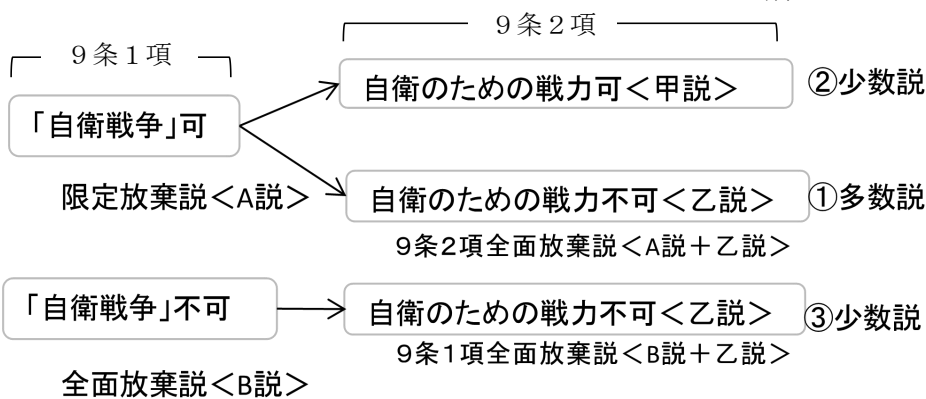 9条2項
9条1項
自衛のための戦力可＜甲説＞ ②少数説
「自衛戦争」可
限定放棄説＜A説＞ 自衛のための戦力不可＜乙説＞ ①多数説
9条2項全面放棄説＜A説＋乙説＞
「自衛戦争」不可 自衛のための戦力不可＜乙説＞ ③少数説
9条1項全面放棄説＜B説＋乙説＞
全面放棄説＜B説＞